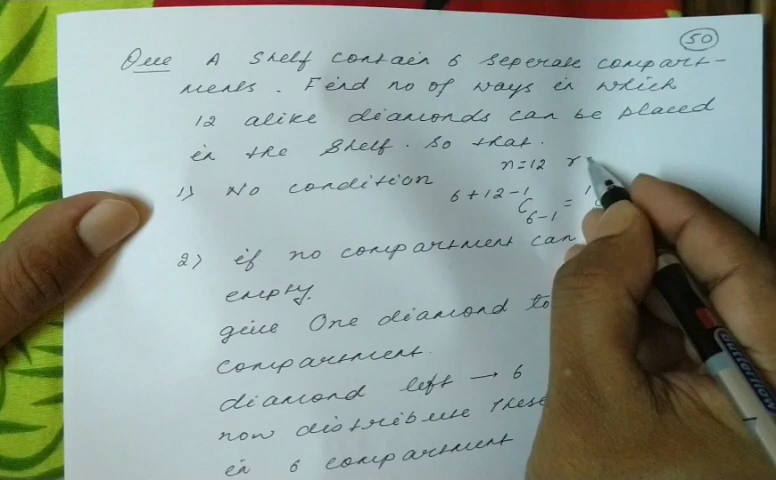 50
Que A Shelf contain 6 seperate compart-
ments. Find no of ways in which
12 alike diamonds can be placed
in the Shelf. So that.
n=12 r
1) No condition 6+12-1C6-1 =
2) if no compartment can
empty.
give One diamond to
compartment.
diamond left → 6
now distribute these
in 6 compartment
butterflow